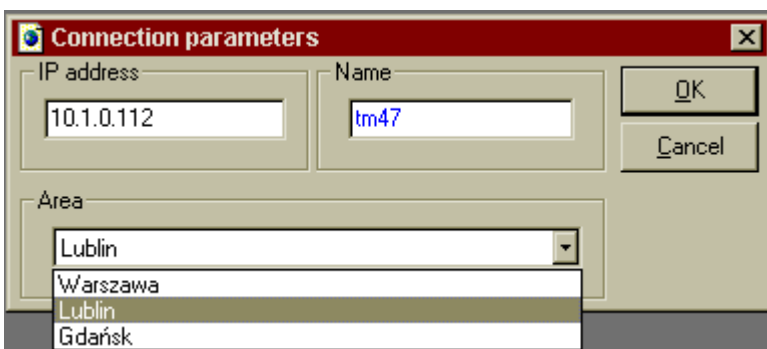 Connection parameters
IP address
10.1.0.112
Name
tm47
OK
Cancel
Area
Lublin
Warszawa
Lublin
Gdańsk